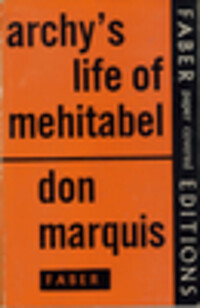 archy's
life of
mehitabel
don
marquis
FABER
FABER paper covered EDITIONS